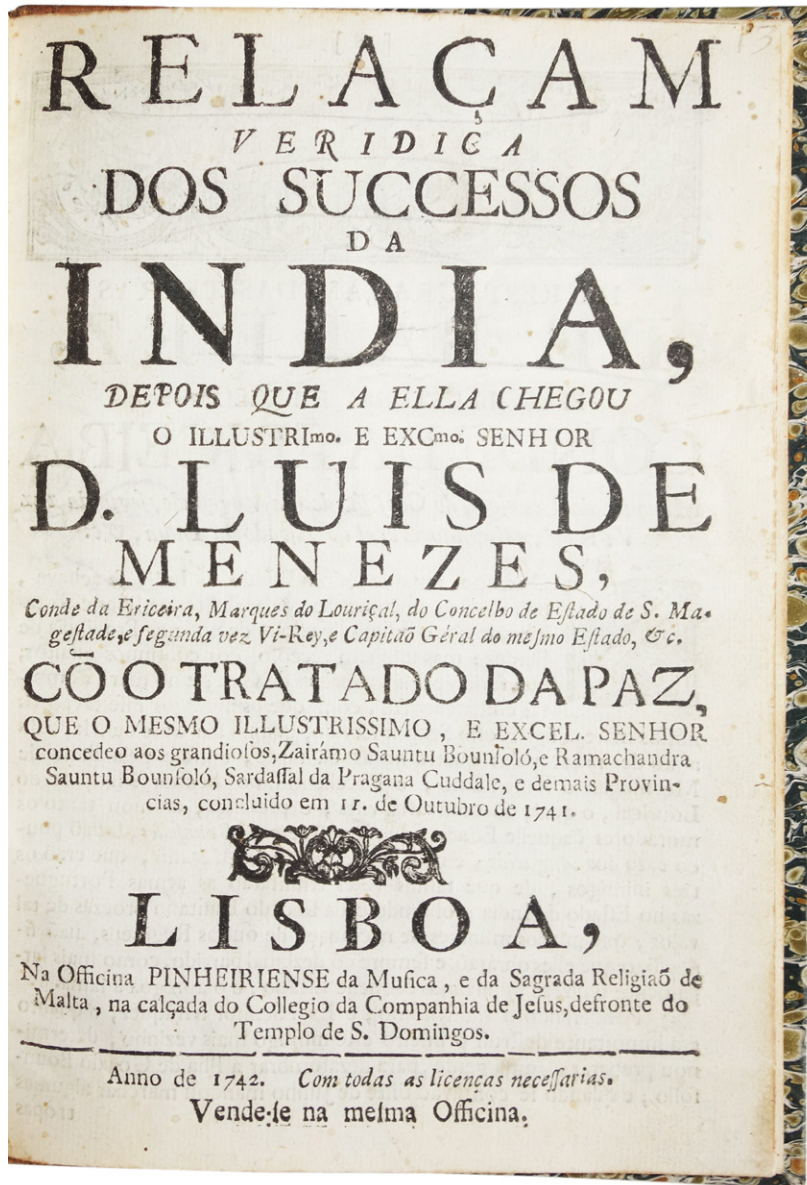 RELAÇAM
VERIDICA
DOS SUCCESSOS
DA
INDIA,
DEPOIS QUE A ELLA CHEGOU
O ILLUSTRImo. E EXCmo. SENHOR
D. LUIS DE
MENEZES,
Conde da Ericeira, Marques do Louriçal, do Concelho de Eſtado de S. Ma-
geſtade, e ſegunda vez Vi-Rey, e Capitaõ Géral do meſmo Eſtado, &c.
CÕ O TRATADO DA PAZ,
QUE O MESMO ILLUSTRISSIMO, E EXCEL. SENHOR
concedeo aos grandioſos, Zairámo Sauntu Bounſoló, e Ramachandra
Sauntu Bounſoló, Sardaſſal da Pragana Cuddale, e demais Provin-
cias, concluido em 11. de Outubro de 1741.
LISBOA,
Na Officina PINHEIRIENSE da Muſica, e da Sagrada Religiaõ de
Malta, na calçada do Collegio da Companhia de Jeſus, defronte do
Templo de S. Domingos.
Anno de 1742. Com todas as licenças neceſſarias.
Vende-ſe na meſma Officina.